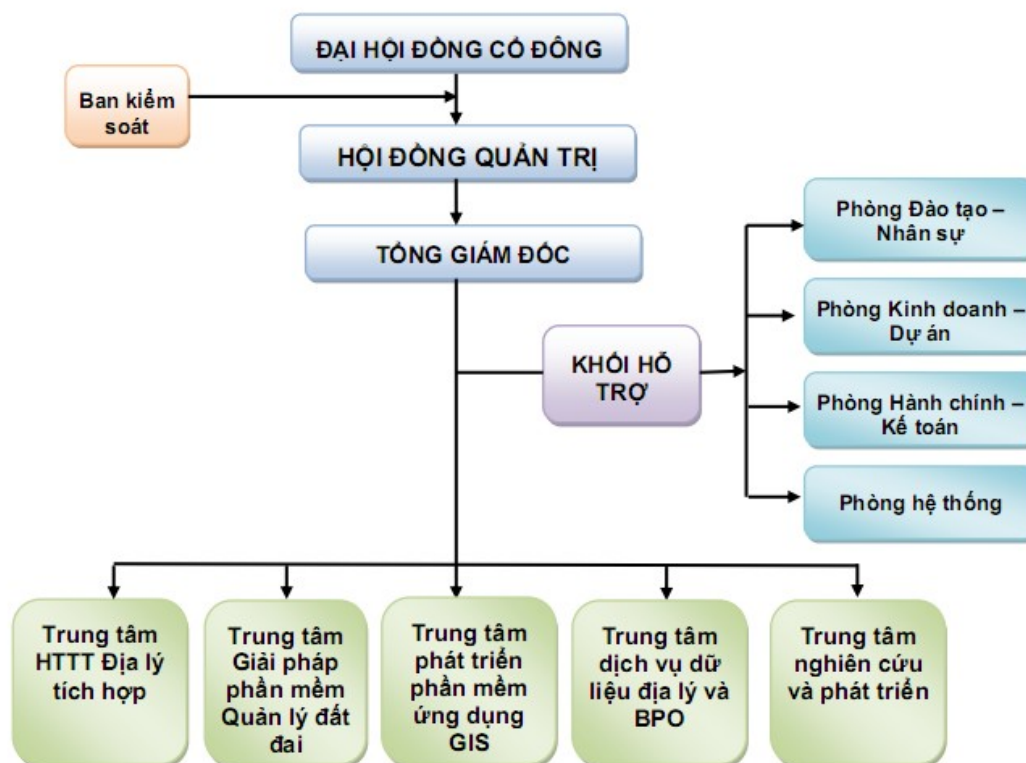 ĐẠI HỘI ĐỒNG CỔ ĐÔNG
Ban kiểm
soát
HỘI ĐỒNG QUẢN TRỊ
TỔNG GIÁM ĐỐC
Phòng Đào tạo –
Nhân sự
Phòng Kinh doanh –
Dự án
KHỐI HỖ
TRỢ
Phòng Hành chính –
Kế toán
Phòng hệ thống
Trung tâm
HTTT Địa lý
tích hợp
Trung tâm
Giải pháp
phần mềm
Quản lý đất
đai
Trung tâm
phát triển
phần mềm
ứng dụng
GIS
Trung tâm
dịch vụ dữ
liệu địa lý và
BPO
Trung tâm
nghiên cứu
và phát triển